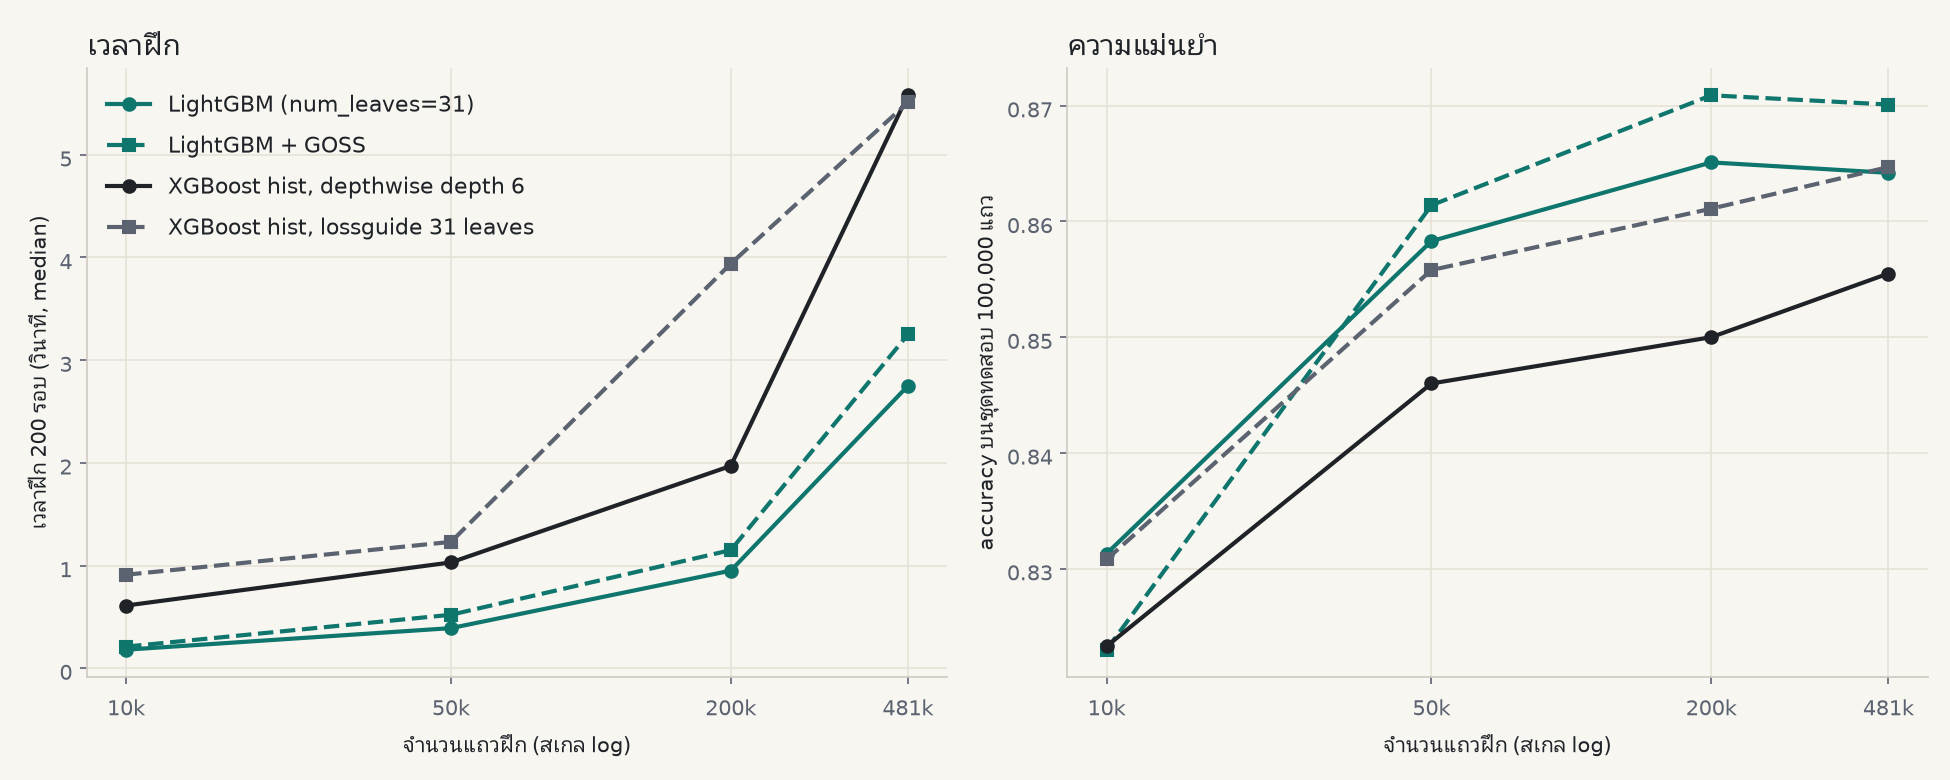 เวลาฝึก
LightGBM (num_leaves=31)
LightGBM + GOSS
XGBoost hist, depthwise depth 6
XGBoost hist, lossguide 31 leaves
เวลาฝึก 200 รอบ (วินาที, median)
5
4
3
2
1
0
10k
50k
200k
481k
จำนวนแถวฝึก (สเกล log)
ความแม่นยำ
accuracy บนชุดทดสอบ 100,000 แถว
0.87
0.86
0.85
0.84
0.83
10k
50k
200k
481k
จำนวนแถวฝึก (สเกล log)